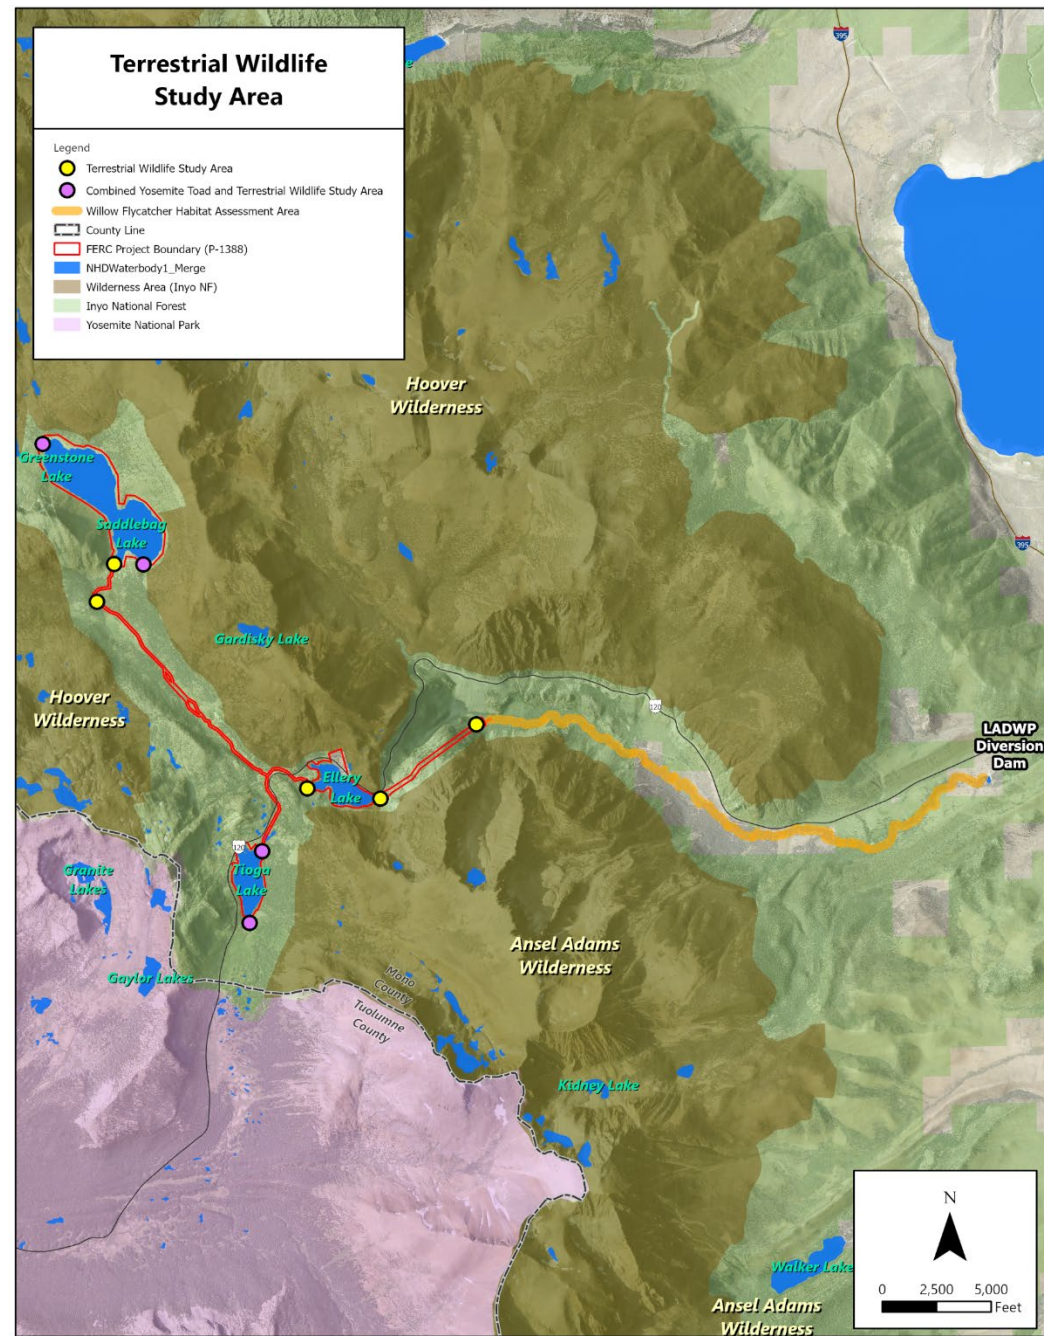 Terrestrial Wildlife
Study Area
Legend
Terrestrial Wildlife Study Area
Combined Yosemite Toad and Terrestrial Wildlife Study Area
Willow Flycatcher Habitat Assessment Area
County Line
FERC Project Boundary (P-1388)
NHDWaterbody1_Merge
Wilderness Area (Inyo NF)
Inyo National Forest
Yosemite National Park
395
Hoover
Wilderness
Greenstone
Lake
Saddlebag
Lake
395
Gardisky Lake
Hoover
Wilderness
120
LADWP
Diversion
Dam
Ellery
Lake
120
Tioga
Lake
Granite
Lakes
Gaylor Lakes
Ansel Adams
Wilderness
Mono
County
Tuolumne
County
Kidney Lake
Walker Lake
Ansel Adams
Wilderness
N
0 2,500 5,000
Feet